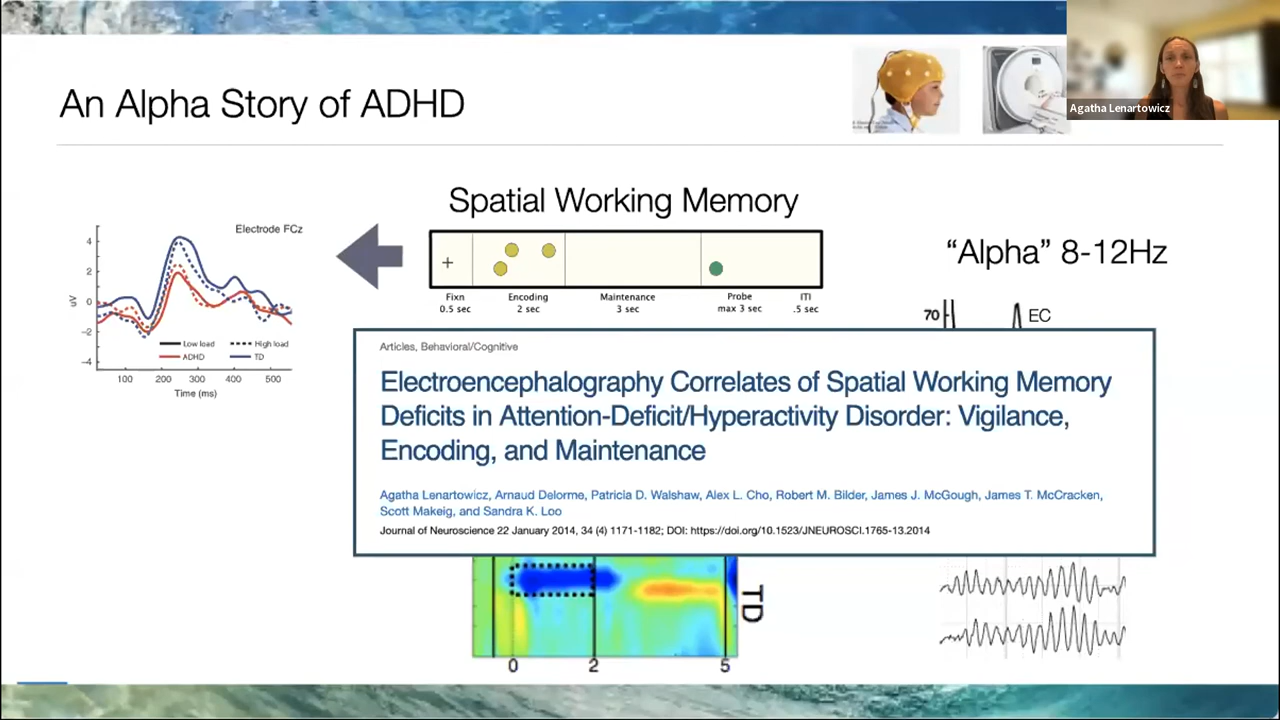 An Alpha Story of ADHD
Agatha Lenartowicz
Spatial Working Memory
Electrode FCz
"Alpha" 8-12Hz
4
2
0
−2
−4
uV
Low load
High load
ADHD
TD
100
200
300
400
500
Time (ms)
+
Fixn
0.5 sec
Encoding
2 sec
Maintenance
3 sec
Probe
max 3 sec
ITI
.5 sec
70
EC
Articles, Behavioral/Cognitive
Electroencephalography Correlates of Spatial Working Memory
Deficits in Attention-Deficit/Hyperactivity Disorder: Vigilance,
Encoding, and Maintenance
Agatha Lenartowicz, Arnaud Delorme, Patricia D. Walshaw, Alex L. Cho, Robert M. Bilder, James J. McGough, James T. McCracken,
Scott Makeig, and Sandra K. Loo
Journal of Neuroscience 22 January 2014, 34 (4) 1171-1182; DOI: https://doi.org/10.1523/JNEUROSCI.1765-13.2014
TD
0
2
5